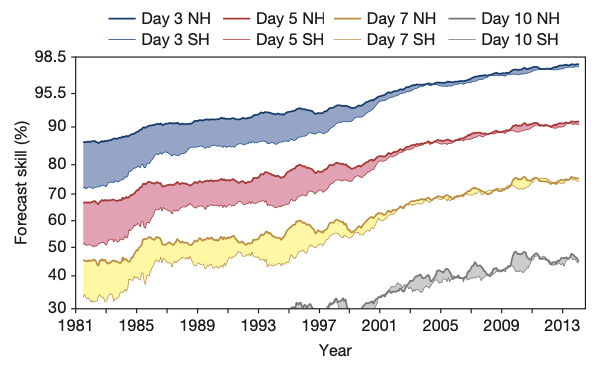 Day 3 NH Day 5 NH Day 7 NH Day 10 NH
Day 3 SH Day 5 SH Day 7 SH Day 10 SH
98.5
95.5
90
80
70
60
50
40
30
Forecast skill (%)
1981 1985 1989 1993 1997 2001 2005 2009 2013
Year